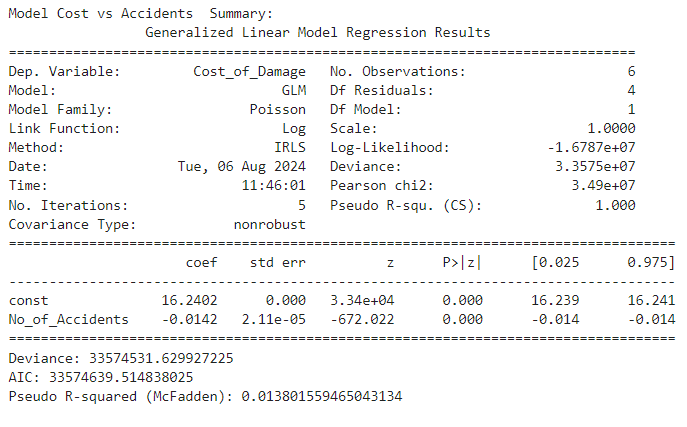 Model Cost vs Accidents  Summary:
                 Generalized Linear Model Regression Results
==============================================================================
Dep. Variable:         Cost_of_Damage   No. Observations:                    6
Model:                            GLM   Df Residuals:                        4
Model Family:                 Poisson   Df Model:                            1
Link Function:                    Log   Scale:                          1.0000
Method:                          IRLS   Log-Likelihood:            -1.6787e+07
Date:                Tue, 06 Aug 2024   Deviance:                   3.3575e+07
Time:                        11:46:01   Pearson chi2:                 3.49e+07
No. Iterations:                     5   Pseudo R-squ. (CS):              1.000
Covariance Type:            nonrobust
===================================================================================
                      coef    std err          z      P>|z|      [0.025      0.975]
-----------------------------------------------------------------------------------
const              16.2402      0.000   3.34e+04      0.000      16.239      16.241
No_of_Accidents    -0.0142   2.11e-05   -672.022      0.000      -0.014      -0.014
===================================================================================
Deviance: 33574531.629927225
AIC: 33574639.514838025
Pseudo R-squared (McFadden): 0.013801559465043134